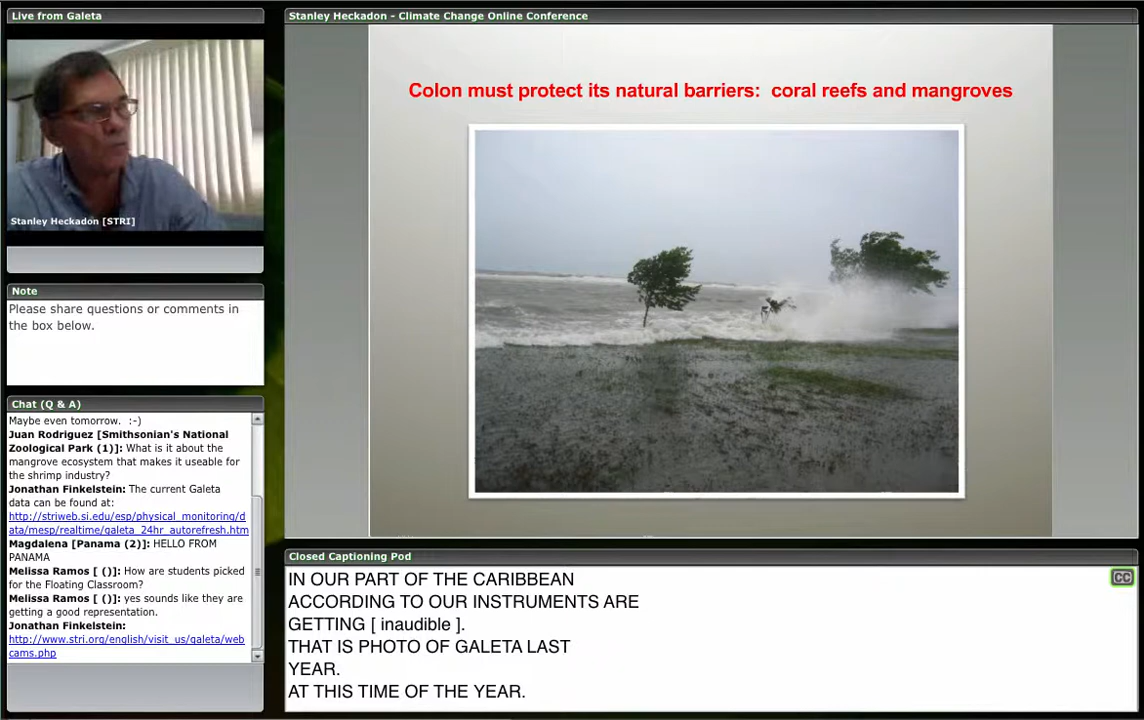 Live from Galeta
Stanley Heckadon [STRI]
Note
Please share questions or comments in
the box below.
Chat (Q & A)
Maybe even tomorrow. :-)
Juan Rodriguez [Smithsonian's National
Zoological Park (1)]: What is it about the
mangrove ecosystem that makes it useable for
the shrimp industry?
Jonathan Finkelstein: The current Galeta
data can be found at:
http://striweb.si.edu/esp/physical_monitoring/d
ata/mesp/realtime/galeta_24hr_autorefresh.htm
Magdalena [Panama (2)]: HELLO FROM
PANAMA
Melissa Ramos [ ()]: How are students picked
for the Floating Classroom?
Melissa Ramos [ ()]: yes sounds like they are
getting a good representation.
Jonathan Finkelstein:
http://www.stri.org/english/visit_us/galeta/web
cams.php
Stanley Heckadon - Climate Change Online Conference
Colon must protect its natural barriers: coral reefs and mangroves
Closed Captioning Pod
CC
IN OUR PART OF THE CARIBBEAN
ACCORDING TO OUR INSTRUMENTS ARE
GETTING [ inaudible ].
THAT IS PHOTO OF GALETA LAST
YEAR.
AT THIS TIME OF THE YEAR.